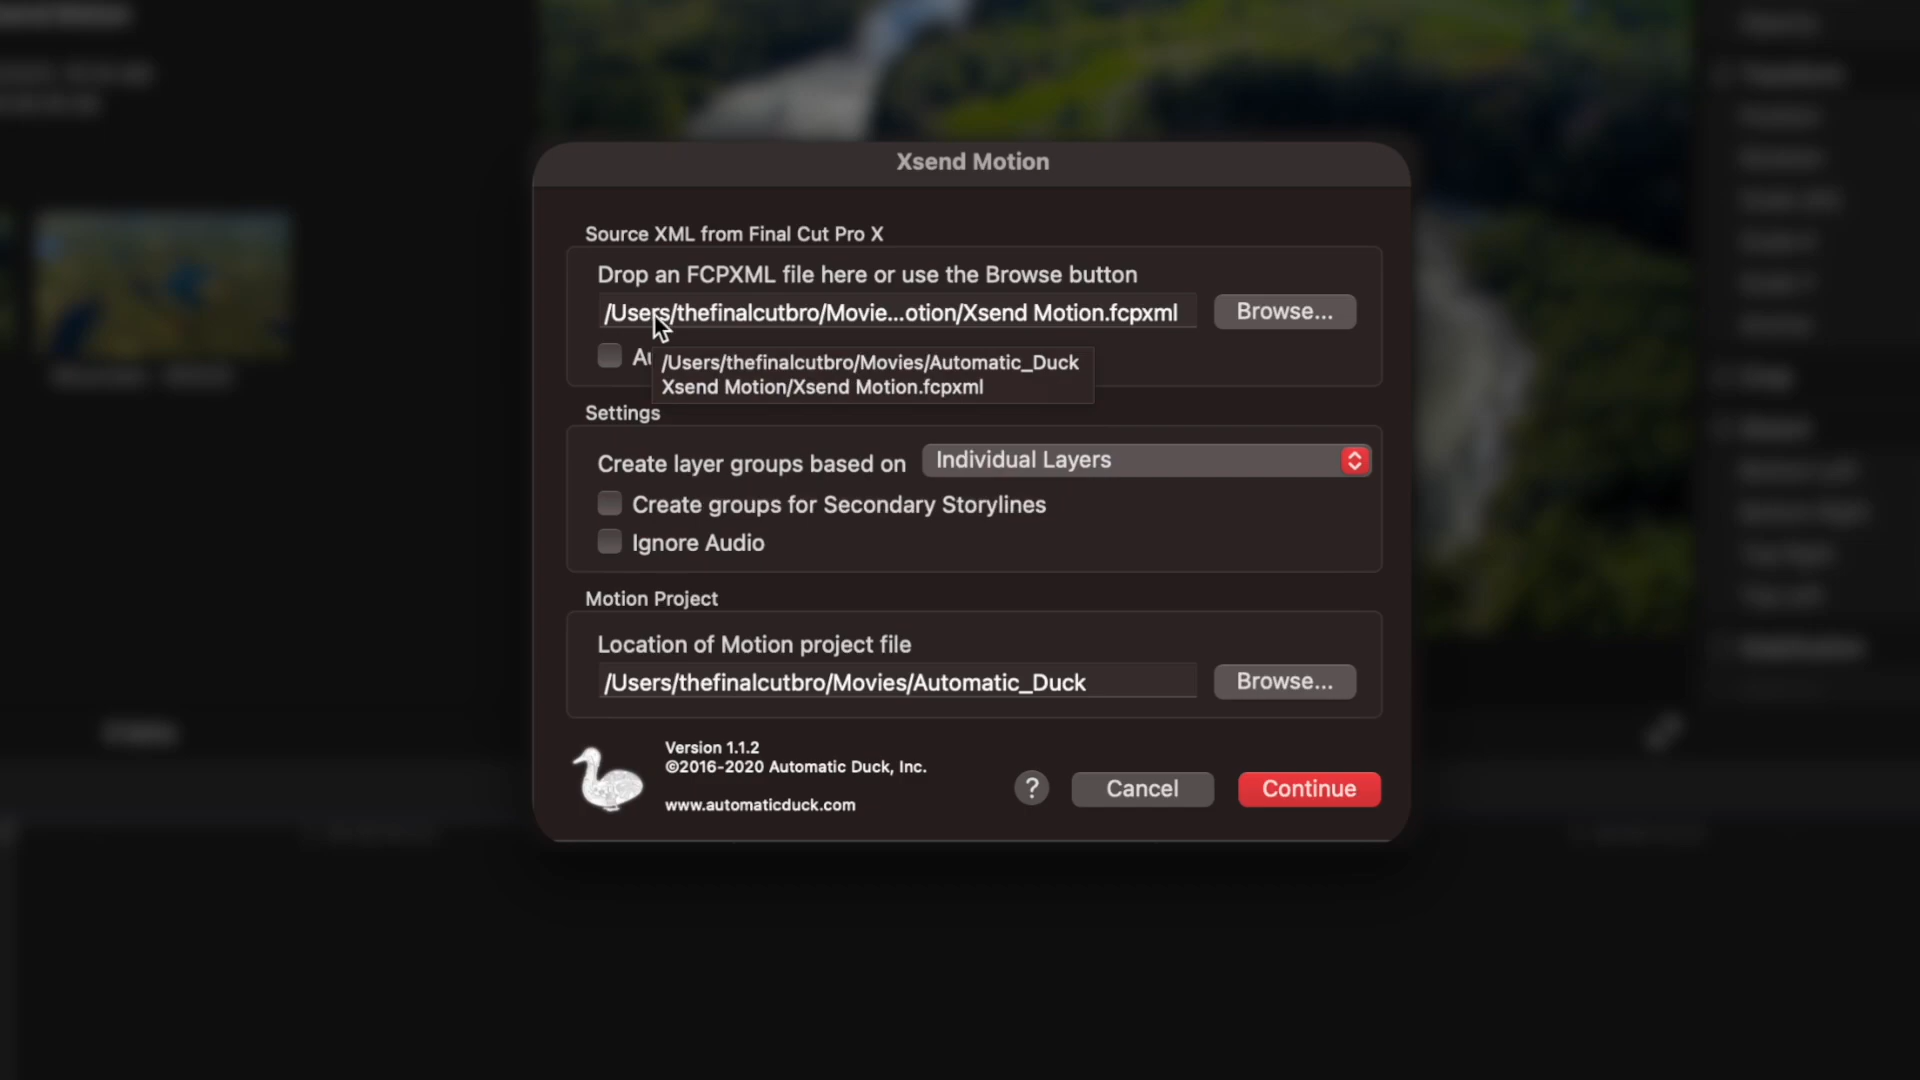 Xsend Motion
Source XML from Final Cut Pro X
Drop an FCPXML file here or use the Browse button
/Users/thefinalcutbro/Movie...otion/Xsend Motion.fcpxml
Browse...
/Users/thefinalcutbro/Movies/Automatic_Duck
Xsend Motion/Xsend Motion.fcpxml
Settings
Create layer groups based on
Individual Layers
Create groups for Secondary Storylines
Ignore Audio
Motion Project
Location of Motion project file
/Users/thefinalcutbro/Movies/Automatic_Duck
Browse...
Version 1.1.2
©2016-2020 Automatic Duck, Inc.
www.automaticduck.com
?
Cancel
Continue